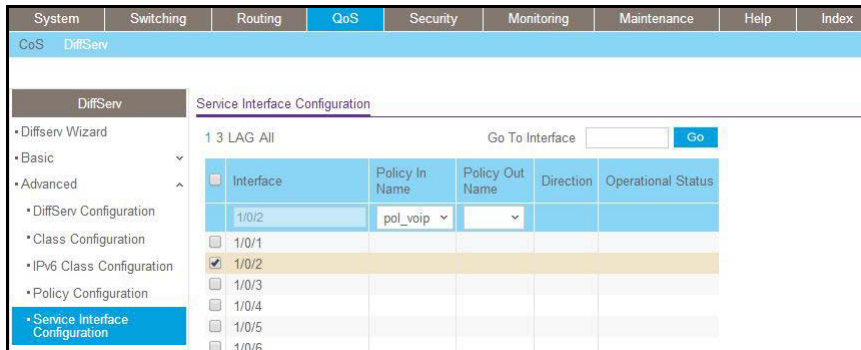 System Switching Routing QoS Security Monitoring Maintenance Help Index
CoS DiffServ
DiffServ
Diffserv Wizard
Basic
Advanced
DiffServ Configuration
Class Configuration
IPv6 Class Configuration
Policy Configuration
Service Interface
Configuration
Service Interface Configuration
1 3 LAG All Go To Interface Go
Interface Policy In Name Policy Out Name Direction Operational Status
1/0/2 pol_voip
1/0/1
1/0/2
1/0/3
1/0/4
1/0/5
1/0/6